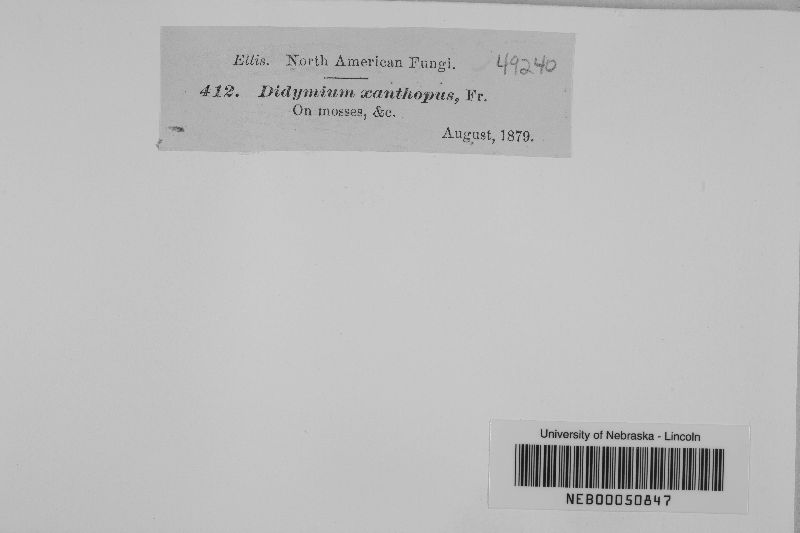 Ellis. North American Fungi. 49240
412. Didymium xanthopus, Fr.
On mosses, &c.
August, 1879.
University of Nebraska - Lincoln
NEB00050847